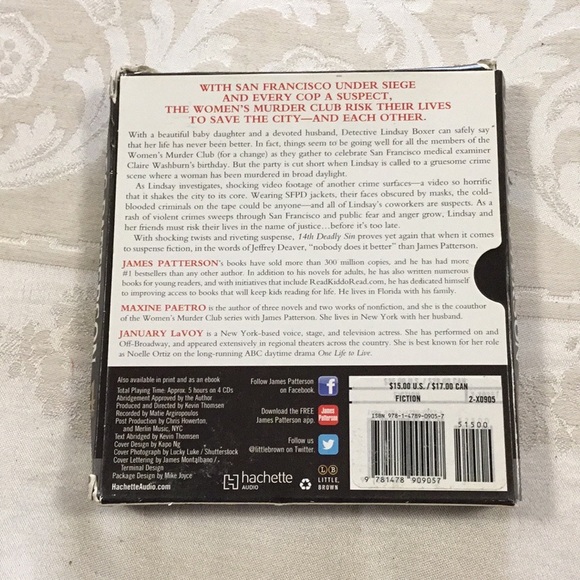 WITH SAN FRANCISCO UNDER SIEGE
AND EVERY COP A SUSPECT,
THE WOMEN'S MURDER CLUB RISK THEIR LIVES
TO SAVE THE CITY—AND EACH OTHER.
With a beautiful baby daughter and a devoted husband, Detective Lindsay Boxer can safely say
that her life has never been better. In fact, things seem to be going well for all the members of the
Women's Murder Club (for a change) as they gather to celebrate San Francisco medical examiner
Claire Washburn's birthday. But the party is cut short when Lindsay is called to a gruesome crime
scene where a woman has been murdered in broad daylight.
As Lindsay investigates, shocking video footage of another crime surfaces—a video so horrific
that it shakes the city to its core. Wearing SFPD jackets, their faces obscured by masks, the cold-
blooded criminals on the tape could be anyone—and all of Lindsay's coworkers are suspects. As a
rash of violent crimes sweeps through San Francisco and public fear and anger grow, Lindsay and
her friends must risk their lives in the name of justice...before it's too late.
With shocking twists and riveting suspense, 14th Deadly Sin proves yet again that when it comes
to suspense fiction, in the words of Jeffrey Deaver, "nobody does it better" than James Patterson.
JAMES PATTERSON'S books have sold more than 300 million copies, and he has had more
#1 bestsellers than any other author. In addition to his novels for adults, he has also written numerous
books for young readers, and with initiatives that include ReadKiddoRead.com, he has dedicated himself
to improving access to books that will keep kids reading for life. He lives in Florida with his family.
MAXINE PAETRO is the author of three novels and two works of nonfiction, and she is the coauthor
of the Women's Murder Club series with James Patterson. She lives in New York with her husband.
JANUARY LaVOY is a New York–based voice, stage, and television actress. She has performed on and
Off-Broadway, and appeared extensively in regional theaters across the country. She is best known for her role
as Noelle Ortiz on the long-running ABC daytime drama One Life to Live.
Also available in print and as an ebook
Total Playing Time: Approx. 5 hours on 4 CDs
Abridgement Approved by the Author
Produced and Directed by Kevin Thomsen
Recorded by Matie Argiropoulos
Post Production by Chris Howerton,
and Merlin Music, NYC
Text Abridged by Kevin Thomsen
Cover Design by Kapo Ng
Cover Photograph by Lucky Luke / Shutterstock
Cover Lettering by James Montalbano /
Terminal Design
Package Design by Mike Joyce
HachetteAudio.com
Follow James Patterson
on Facebook.
Download the FREE
James Patterson app.
James
Patterson
Follow us
@littlebrown on Twitter.
hachette
AUDIO
L B
LITTLE,
BROWN
$15.00 U.S. / $17.00 CAN
FICTION 2-X0905
ISBN 978-1-4789-0905-7
51500
9 781478 909057